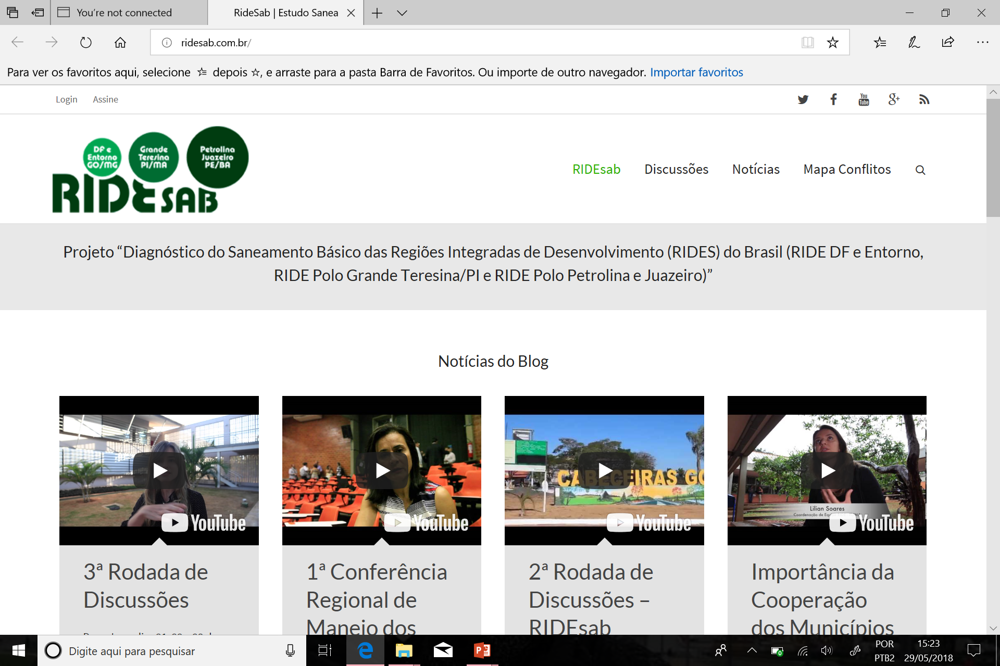 You're not connected
RideSab | Estudo Sanea
ridesab.com.br/
Para ver os favoritos aqui, selecione depois ☆, e arraste para a pasta Barra de Favoritos. Ou importe de outro navegador. Importar favoritos
Login Assine
You Tube g+
DF e Entorno GO/MG
Grande Teresina PI/MA
Petrolina Juazeiro PE/BA
RIDESAB
RIDEsab Discussões Notícias Mapa Conflitos
Projeto “Diagnóstico do Saneamento Básico das Regiões Integradas de Desenvolvimento (RIDES) do Brasil (RIDE DF e Entorno,
RIDE Polo Grande Teresina/PI e RIDE Polo Petrolina e Juazeiro)”
Notícias do Blog
YouTube
YouTube
CABECEIRAS GO
YouTube
Lilian Soares
Coordenação de
YouTube
3ª Rodada de
Discussões
1ª Conferência
Regional de
Manejo dos
2ª Rodada de
Discussões –
RIDEsab
Importância da
Cooperação
dos Municípios
Digite aqui para pesquisar
POR
PTB2
15:23
29/05/2018